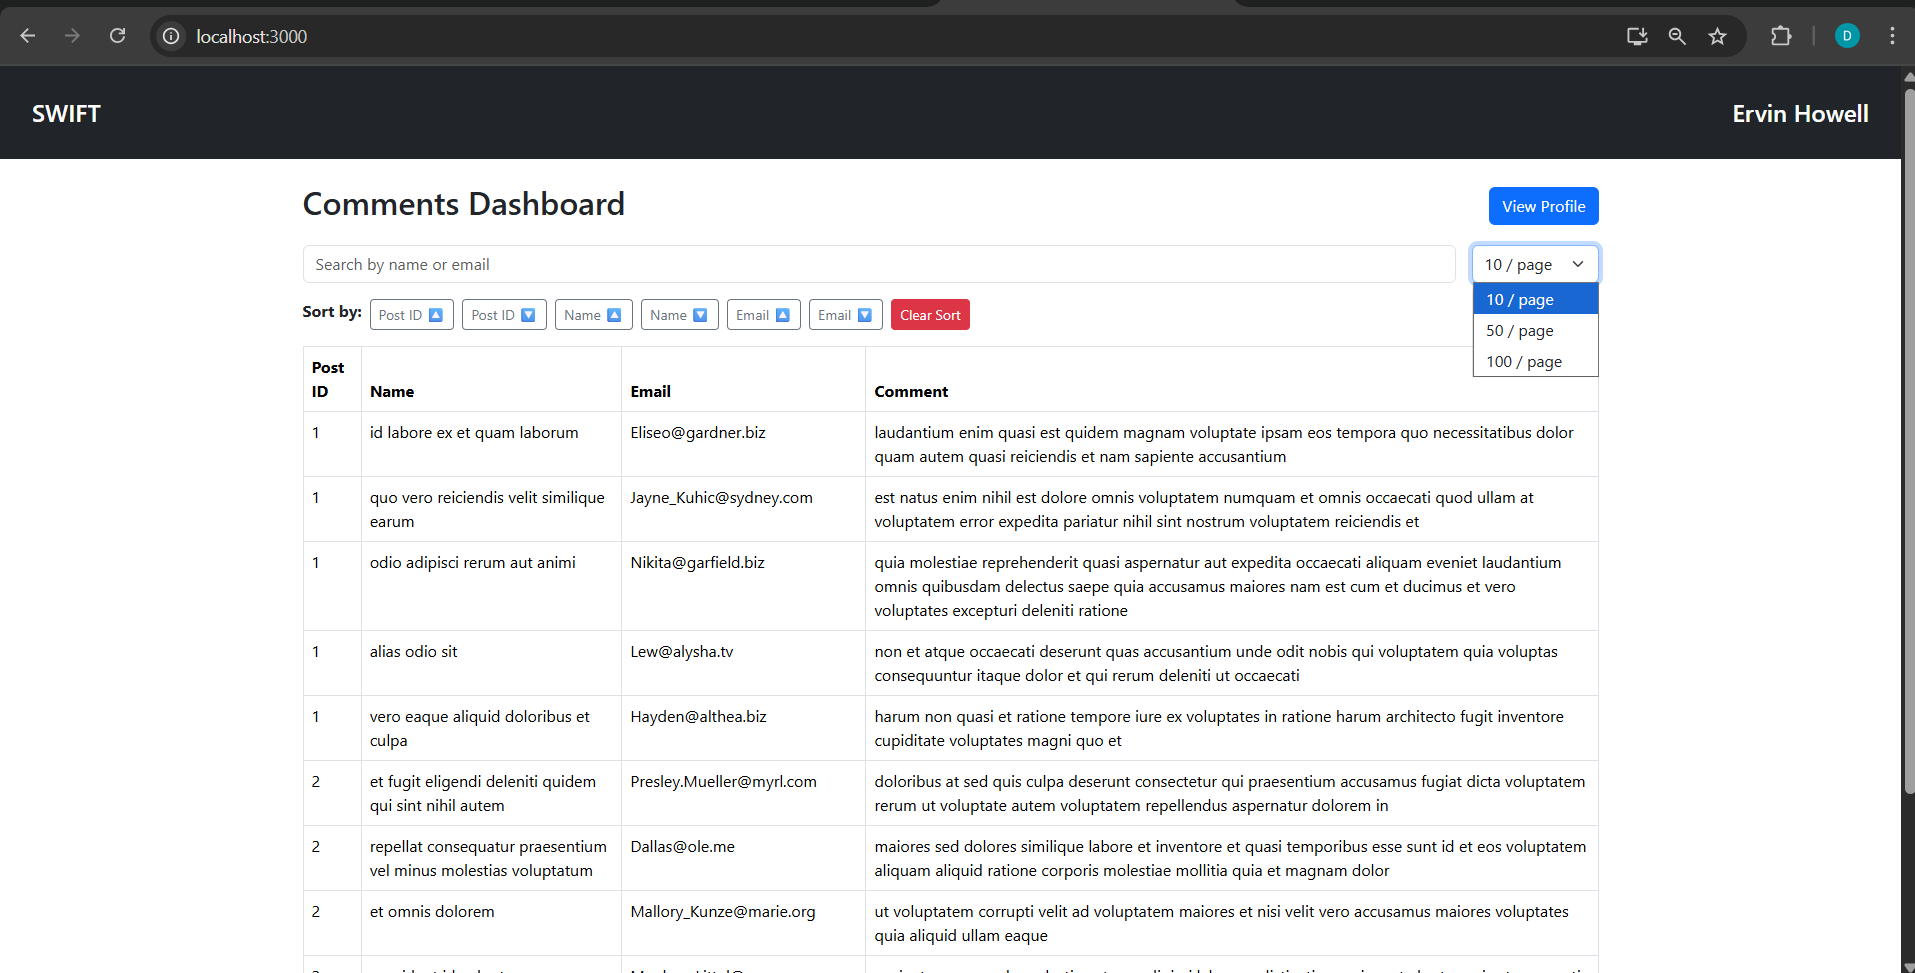 localhost:3000
D
SWIFT
Ervin Howell
Comments Dashboard
View Profile
Search by name or email
10 / page
10 / page
50 / page
100 / page
Sort by:
Post ID 🔼
Post ID 🔽
Name 🔼
Name 🔽
Email 🔼
Email 🔽
Clear Sort
Post
ID
Name
Email
Comment
1
id labore ex et quam laborum
Eliseo@gardner.biz
laudantium enim quasi est quidem magnam voluptate ipsam eos tempora quo necessitatibus dolor
quam autem quasi reiciendis et nam sapiente accusantium
1
quo vero reiciendis velit similique
earum
Jayne_Kuhic@sydney.com
est natus enim nihil est dolore omnis voluptatem numquam et omnis occaecati quod ullam at
voluptatem error expedita pariatur nihil sint nostrum voluptatem reiciendis et
1
odio adipisci rerum aut animi
Nikita@garfield.biz
quia molestiae reprehenderit quasi aspernatur aut expedita occaecati aliquam eveniet laudantium
omnis quibusdam delectus saepe quia accusamus maiores nam est cum et ducimus et vero
voluptates excepturi deleniti ratione
1
alias odio sit
Lew@alysha.tv
non et atque occaecati deserunt quas accusantium unde odit nobis qui voluptatem quia voluptas
consequuntur itaque dolor et qui rerum deleniti ut occaecati
1
vero eaque aliquid doloribus et
culpa
Hayden@althea.biz
harum non quasi et ratione tempore iure ex voluptates in ratione harum architecto fugit inventore
cupiditate voluptates magni quo et
2
et fugit eligendi deleniti quidem
qui sint nihil autem
Presley.Mueller@myrl.com
doloribus at sed quis culpa deserunt consectetur qui praesentium accusamus fugiat dicta voluptatem
rerum ut voluptate autem voluptatem repellendus aspernatur dolorem in
2
repellat consequatur praesentium
vel minus molestias voluptatum
Dallas@ole.me
maiores sed dolores similique labore et inventore et quasi temporibus esse sunt id et eos voluptatem
aliquam aliquid ratione corporis molestiae mollitia quia et magnam dolor
2
et omnis dolorem
Mallory_Kunze@marie.org
ut voluptatem corrupti velit ad voluptatem maiores et nisi velit vero accusamus maiores voluptates
quia aliquid ullam eaque